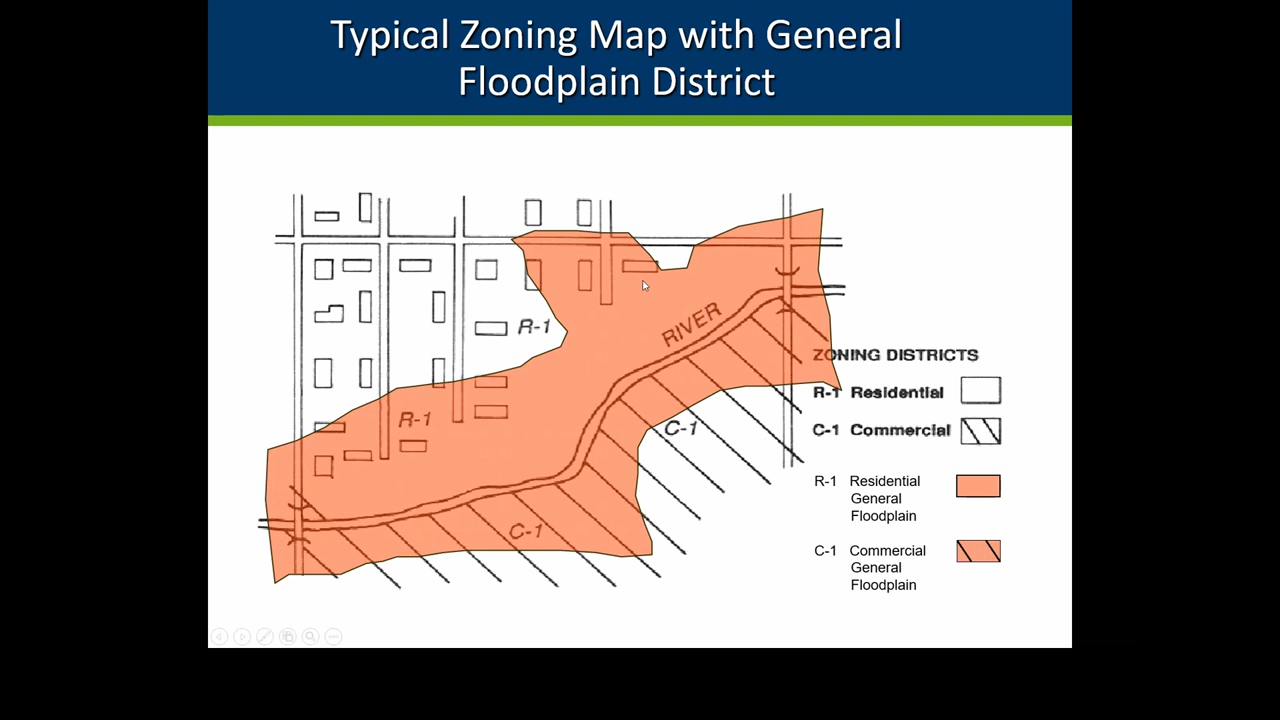 Typical Zoning Map with General
Floodplain District
R-1
RIVER
ZONING DISTRICTS
R-1 Residential
R-1
C-1
C-1 Commercial
R-1 Residential
General
Floodplain
C-1
C-1 Commercial
General
Floodplain